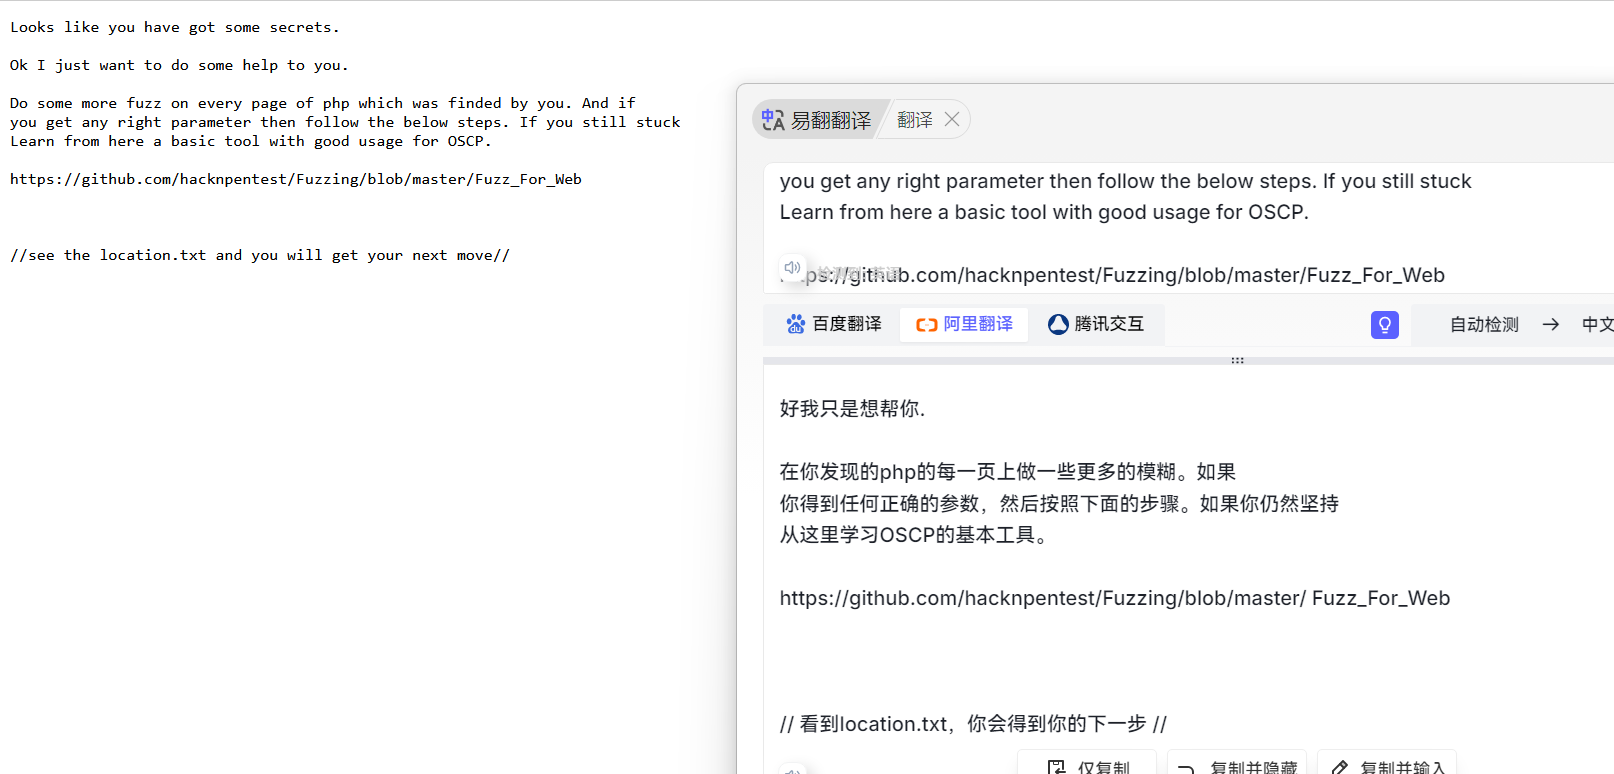 Looks like you have got some secrets.
Ok I just want to do some help to you.
Do some more fuzz on every page of php which was finded by you. And if
you get any right parameter then follow the below steps. If you still stuck
Learn from here a basic tool with good usage for OSCP.
https://github.com/hacknpentest/Fuzzing/blob/master/Fuzz_For_Web
//see the location.txt and you will get your next move//
易翻翻译
翻译
you get any right parameter then follow the below steps. If you still stuck
Learn from here a basic tool with good usage for OSCP.
ps://github.com/hacknpentest/Fuzzing/blob/master/Fuzz_For_Web
百度翻译
阿里翻译
腾讯交互
自动检测 → 中文
好我只是想帮你.
在你发现的php的每一页上做一些更多的模糊。如果
你得到任何正确的参数，然后按照下面的步骤。如果你仍然坚持
从这里学习OSCP的基本工具。
https://github.com/hacknpentest/Fuzzing/blob/master/ Fuzz_For_Web
// 看到location.txt，你会得到你的下一步 //
仅复制
复制并隐藏
复制并输入